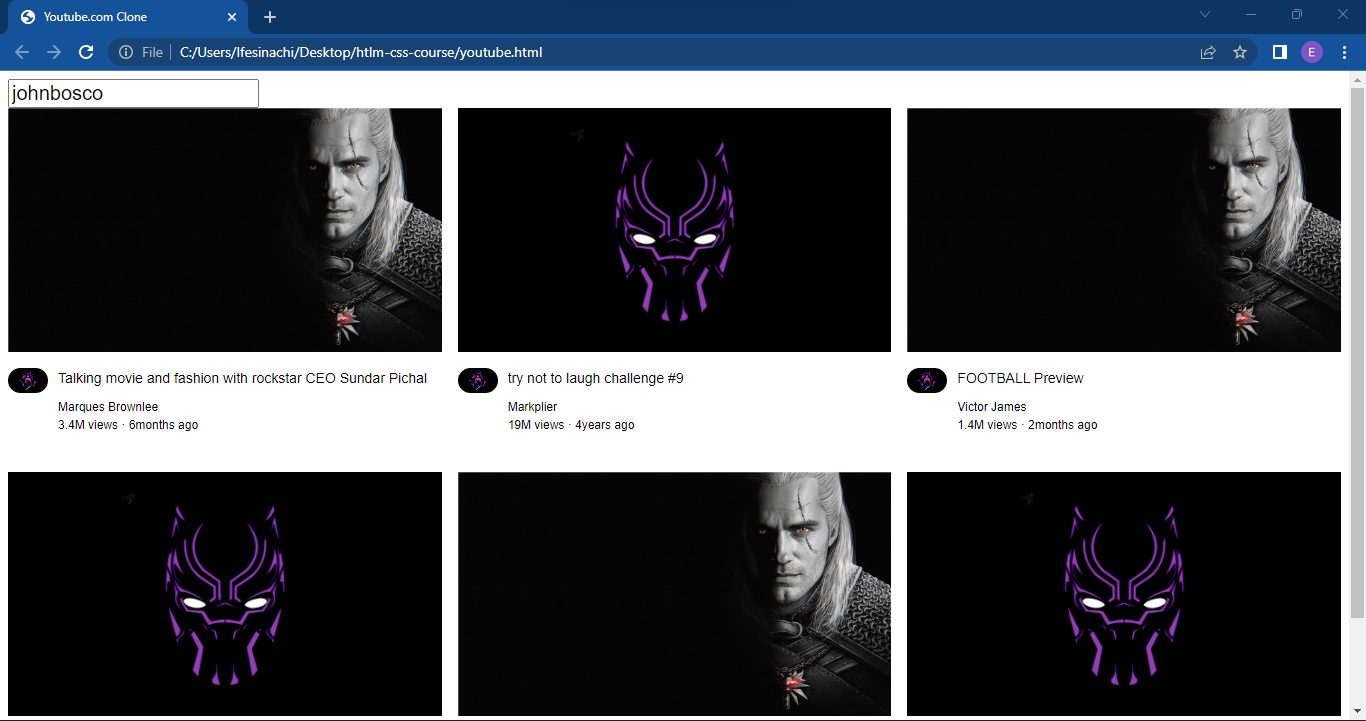 Youtube.com Clone
File C:/Users/Ifesinachi/Desktop/htlm-css-course/youtube.html
E
johnbosco
Talking movie and fashion with rockstar CEO Sundar Pichal
Marques Brownlee
3.4M views · 6months ago
try not to laugh challenge #9
Markplier
19M views · 4years ago
FOOTBALL Preview
Victor James
1.4M views · 2months ago